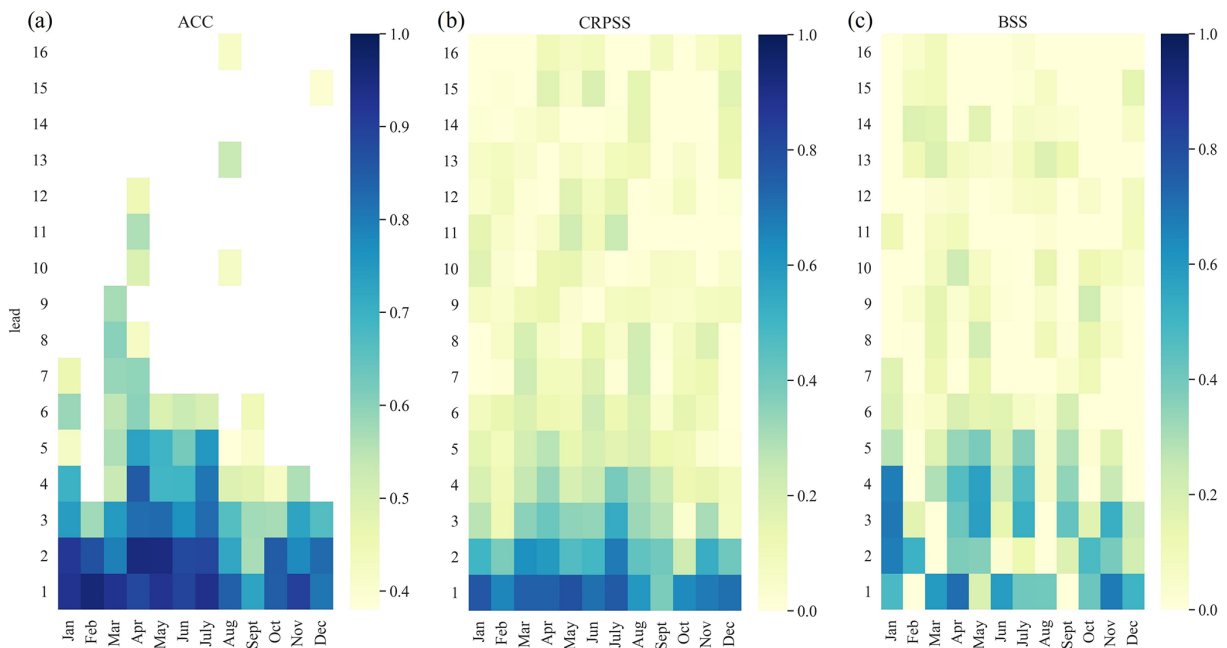 (a)
ACC
lead
16
15
14
13
12
11
10
9
8
7
6
5
4
3
2
1
Jan
Feb
Mar
Apr
May
Jun
July
Aug
Sept
Oct
Nov
Dec
1.0
0.9
0.8
0.7
0.6
0.5
0.4
(b)
CRPSS
16
15
14
13
12
11
10
9
8
7
6
5
4
3
2
1
Jan
Feb
Mar
Apr
May
Jun
July
Aug
Sept
Oct
Nov
Dec
1.0
0.8
0.6
0.4
0.2
0.0
(c)
BSS
16
15
14
13
12
11
10
9
8
7
6
5
4
3
2
1
Jan
Feb
Mar
Apr
May
Jun
July
Aug
Sept
Oct
Nov
Dec
1.0
0.8
0.6
0.4
0.2
0.0